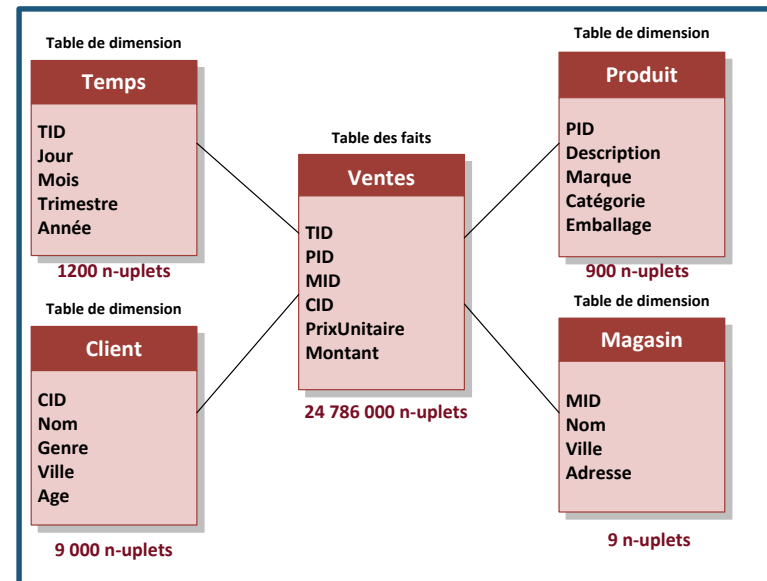 Table de dimension
Temps
TID
Jour
Mois
Trimestre
Année
1200 n-uplets
Table de dimension
Client
CID
Nom
Genre
Ville
Age
9 000 n-uplets
Table des faits
Ventes
TID
PID
MID
CID
PrixUnitaire
Montant
24 786 000 n-uplets
Table de dimension
Produit
PID
Description
Marque
Catégorie
Emballage
900 n-uplets
Table de dimension
Magasin
MID
Nom
Ville
Adresse
9 n-uplets